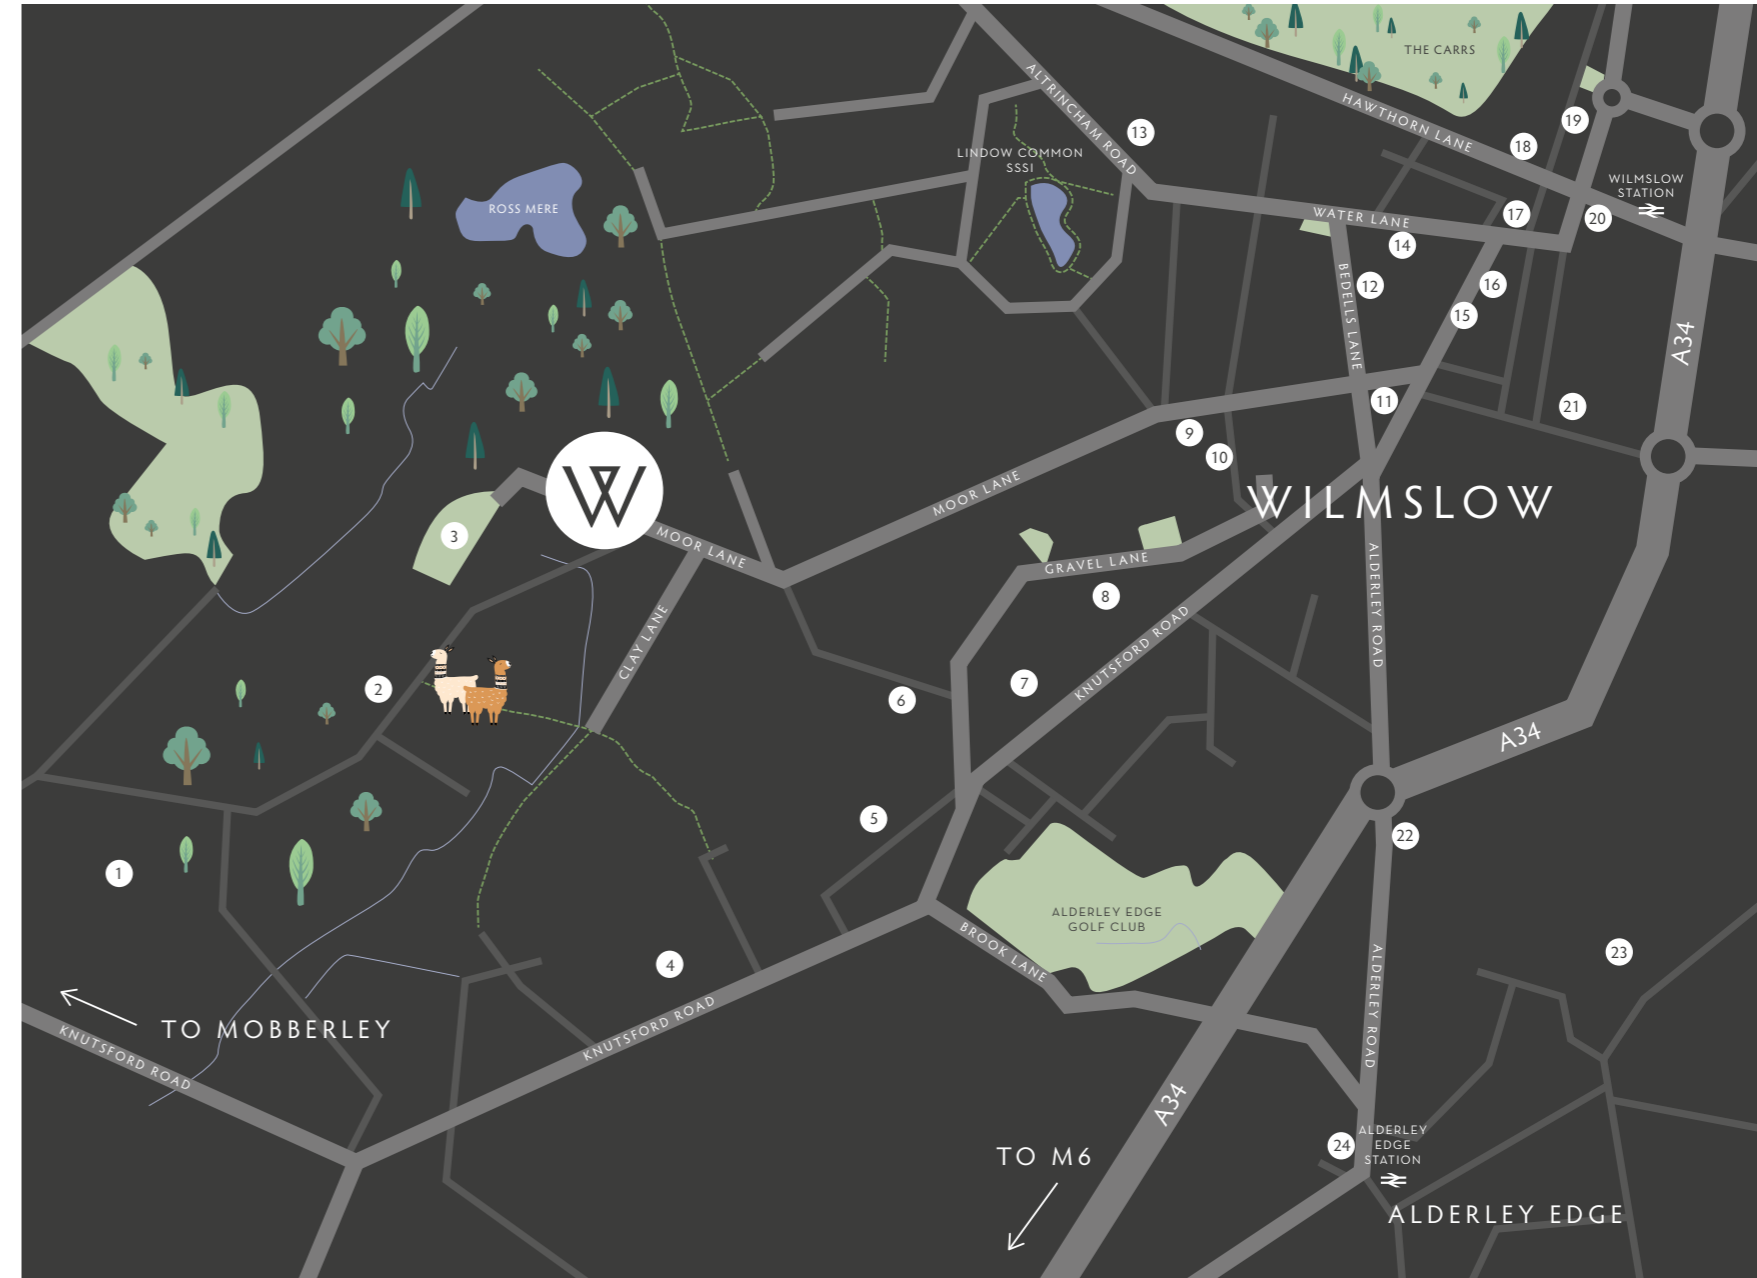 THE CARRS
ALTRINCHAM ROAD
HAWTHORN LANE
13
19
18
LINDOW COMMON
SSSI
WILMSLOW
STATION
ROSS MERE
WATER LANE
17
20
14
BEDELLS LANE
12
16
15
A34
11
21
9
10
MOOR LANE
WILMSLOW
W
3
MOOR LANE
GRAVEL LANE
8
ALDERLEY ROAD
CLAY LANE
KNUTSFORD ROAD
2
7
6
A34
5
22
1
ALDERLEY EDGE
GOLF CLUB
BROOK LANE
4
23
ALDERLEY ROAD
TO MOBBERLEY
KNUTSFORD ROAD
KNUTSFORD ROAD
A34
TO M6
24
ALDERLEY
EDGE
STATION
ALDERLEY EDGE